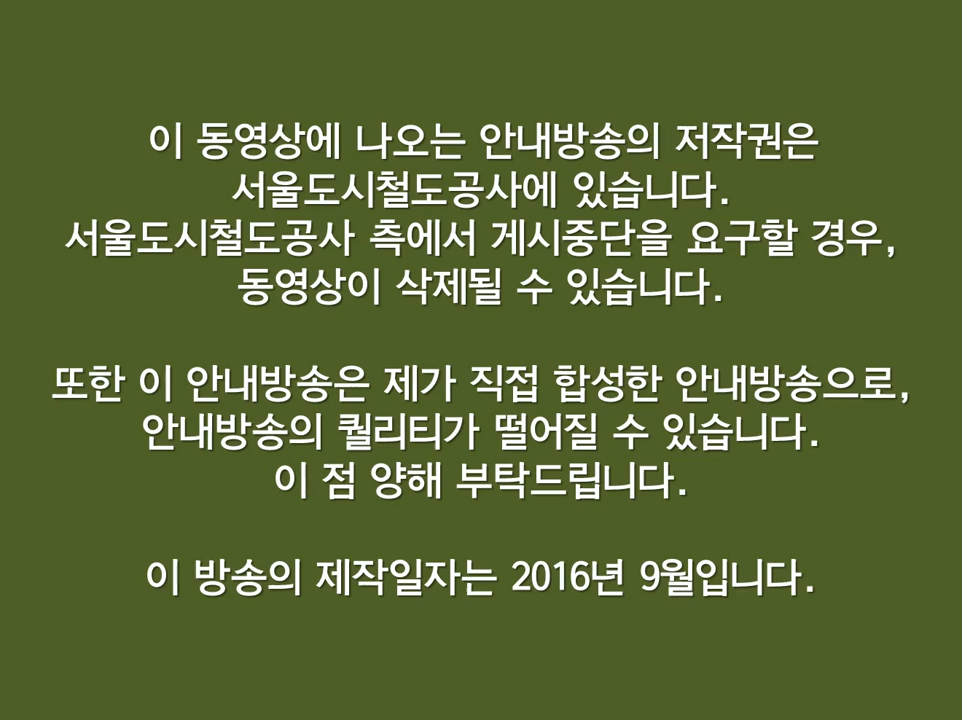 이 동영상에 나오는 안내방송의 저작권은
서울도시철도공사에 있습니다.
서울도시철도공사 측에서 게시중단을 요구할 경우,
동영상이 삭제될 수 있습니다.
또한 이 안내방송은 제가 직접 합성한 안내방송으로,
안내방송의 퀄리티가 떨어질 수 있습니다.
이 점 양해 부탁드립니다.
이 방송의 제작일자는 2016년 9월입니다.